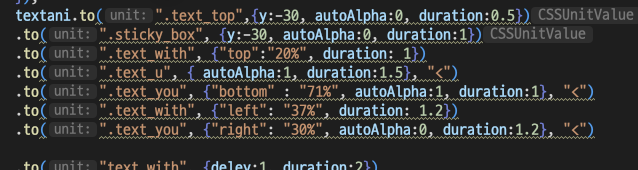 textani.to( unit: ".text_top",{y:-30, autoAlpha:0, duration:0.5}) CSSUnitValue
.to( unit: ".sticky_box", {y:-30, autoAlpha:0, duration:1}) CSSUnitValue
.to( unit: ".text_with", {"top":"20%", duration: 1})
.to( unit: ".text_u", { autoAlpha:1, duration:1.5}, "<")
.to( unit: ".text_you", {"bottom" : "71%", autoAlpha:1, duration:1}, "<")
.to( unit: ".text_with", {"left": "37%", duration: 1.2})
.to( unit: ".text_you", {"right": "30%", autoAlpha:0, duration:1.2}, "<")
.to( unit: "text_with", {deley:1, duration:2})